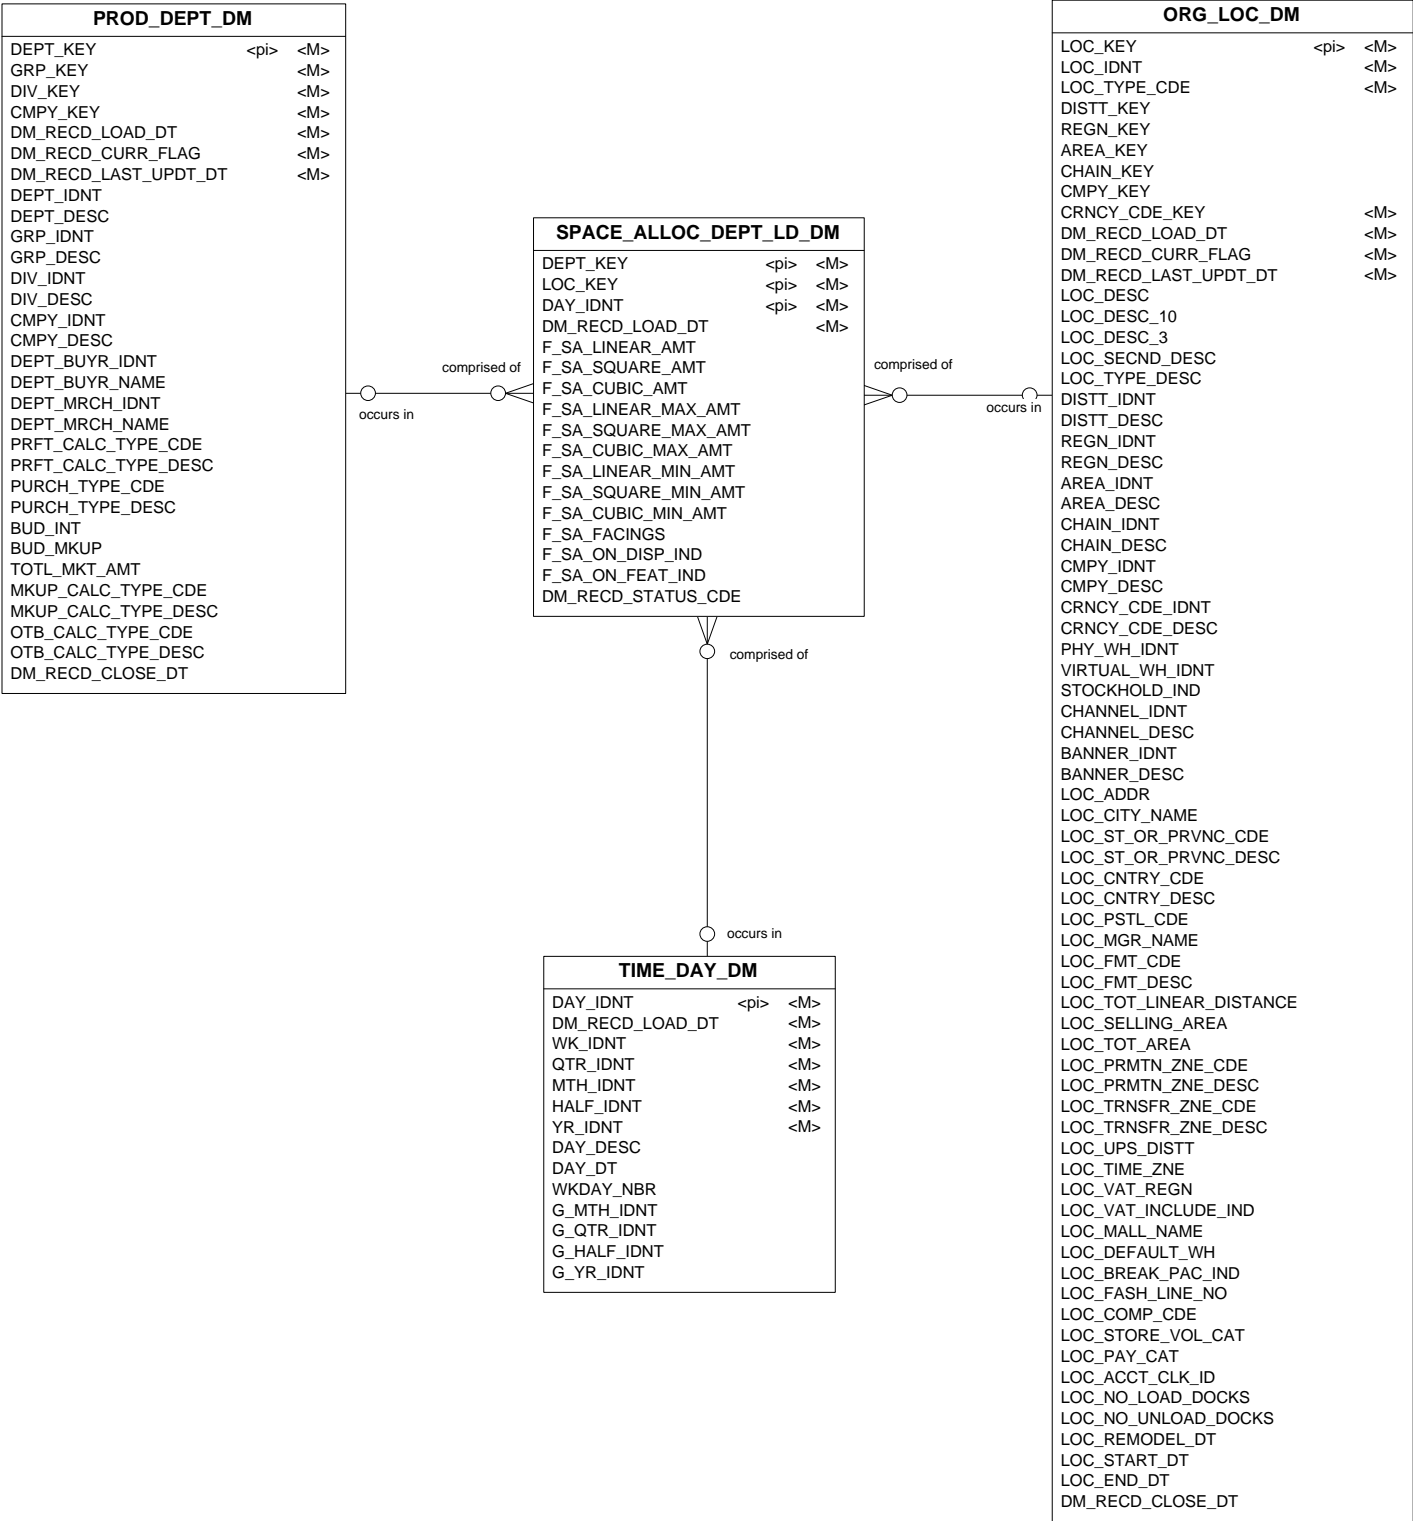 PROD_DEPT_DM
DEPT_KEY <pi> <M>
GRP_KEY <M>
DIV_KEY <M>
CMPY_KEY <M>
DM_RECD_LOAD_DT <M>
DM_RECD_CURR_FLAG <M>
DM_RECD_LAST_UPDT_DT <M>
DEPT_IDNT
DEPT_DESC
GRP_IDNT
GRP_DESC
DIV_IDNT
DIV_DESC
CMPY_IDNT
CMPY_DESC
DEPT_BUYR_IDNT
DEPT_BUYR_NAME
DEPT_MRCH_IDNT
DEPT_MRCH_NAME
PRFT_CALC_TYPE_CDE
PRFT_CALC_TYPE_DESC
PURCH_TYPE_CDE
PURCH_TYPE_DESC
BUD_INT
BUD_MKUP
TOTL_MKT_AMT
MKUP_CALC_TYPE_CDE
MKUP_CALC_TYPE_DESC
OTB_CALC_TYPE_CDE
OTB_CALC_TYPE_DESC
DM_RECD_CLOSE_DT
comprised of
occurs in
SPACE_ALLOC_DEPT_LD_DM
DEPT_KEY <pi> <M>
LOC_KEY <pi> <M>
DAY_IDNT <pi> <M>
DM_RECD_LOAD_DT <M>
F_SA_LINEAR_AMT
F_SA_SQUARE_AMT
F_SA_CUBIC_AMT
F_SA_LINEAR_MAX_AMT
F_SA_SQUARE_MAX_AMT
F_SA_CUBIC_MAX_AMT
F_SA_LINEAR_MIN_AMT
F_SA_SQUARE_MIN_AMT
F_SA_CUBIC_MIN_AMT
F_SA_FACINGS
F_SA_ON_DISP_IND
F_SA_ON_FEAT_IND
DM_RECD_STATUS_CDE
comprised of
occurs in
comprised of
occurs in
TIME_DAY_DM
DAY_IDNT <pi> <M>
DM_RECD_LOAD_DT <M>
WK_IDNT <M>
QTR_IDNT <M>
MTH_IDNT <M>
HALF_IDNT <M>
YR_IDNT <M>
DAY_DESC
DAY_DT
WKDAY_NBR
G_MTH_IDNT
G_QTR_IDNT
G_HALF_IDNT
G_YR_IDNT
ORG_LOC_DM
LOC_KEY <pi> <M>
LOC_IDNT <M>
LOC_TYPE_CDE <M>
DISTT_KEY
REGN_KEY
AREA_KEY
CHAIN_KEY
CMPY_KEY
CRNCY_CDE_KEY <M>
DM_RECD_LOAD_DT <M>
DM_RECD_CURR_FLAG <M>
DM_RECD_LAST_UPDT_DT <M>
LOC_DESC
LOC_DESC_10
LOC_DESC_3
LOC_SECND_DESC
LOC_TYPE_DESC
DISTT_IDNT
DISTT_DESC
REGN_IDNT
REGN_DESC
AREA_IDNT
AREA_DESC
CHAIN_IDNT
CHAIN_DESC
CMPY_IDNT
CMPY_DESC
CRNCY_CDE_IDNT
CRNCY_CDE_DESC
PHY_WH_IDNT
VIRTUAL_WH_IDNT
STOCKHOLD_IND
CHANNEL_IDNT
CHANNEL_DESC
BANNER_IDNT
BANNER_DESC
LOC_ADDR
LOC_CITY_NAME
LOC_ST_OR_PRVNC_CDE
LOC_ST_OR_PRVNC_DESC
LOC_CNTRY_CDE
LOC_CNTRY_DESC
LOC_PSTL_CDE
LOC_MGR_NAME
LOC_FMT_CDE
LOC_FMT_DESC
LOC_TOT_LINEAR_DISTANCE
LOC_SELLING_AREA
LOC_TOT_AREA
LOC_PRMTN_ZNE_CDE
LOC_PRMTN_ZNE_DESC
LOC_TRNSFR_ZNE_CDE
LOC_TRNSFR_ZNE_DESC
LOC_UPS_DISTT
LOC_TIME_ZNE
LOC_VAT_REGN
LOC_VAT_INCLUDE_IND
LOC_MALL_NAME
LOC_DEFAULT_WH
LOC_BREAK_PAC_IND
LOC_FASH_LINE_NO
LOC_COMP_CDE
LOC_STORE_VOL_CAT
LOC_PAY_CAT
LOC_ACCT_CLK_ID
LOC_NO_LOAD_DOCKS
LOC_NO_UNLOAD_DOCKS
LOC_REMODEL_DT
LOC_START_DT
LOC_END_DT
DM_RECD_CLOSE_DT